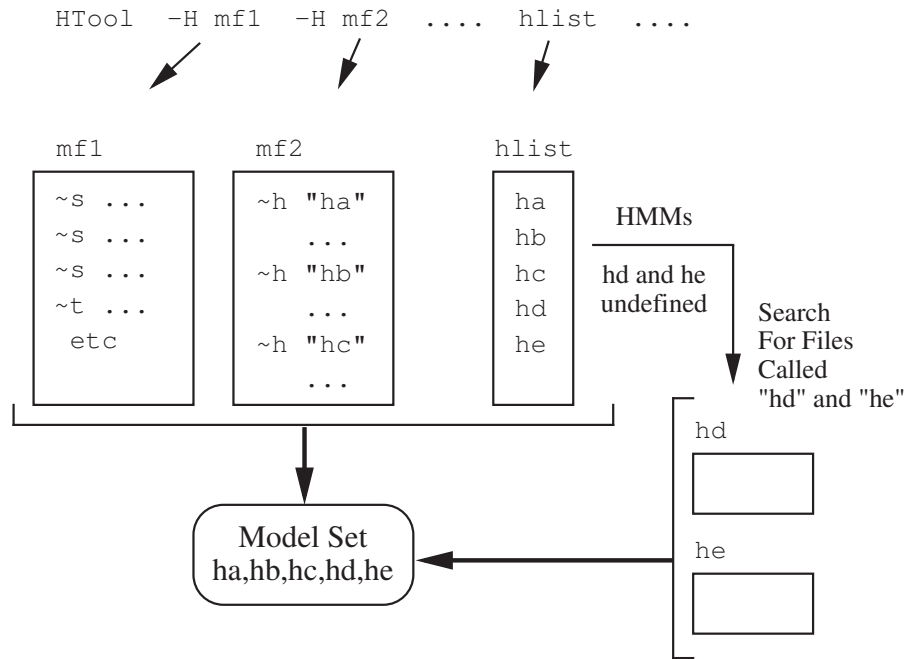 HTool -H mf1 -H mf2 .... hlist ....
mf1
~s ...
~s ...
~s ...
~t ...
etc
mf2
~h "ha"
...
~h "hb"
...
~h "hc"
...
hlist
ha
hb
hc
hd
he
HMMs
hd and he
undefined
Search
For Files
Called
"hd" and "he"
hd
he
Model Set
ha,hb,hc,hd,he